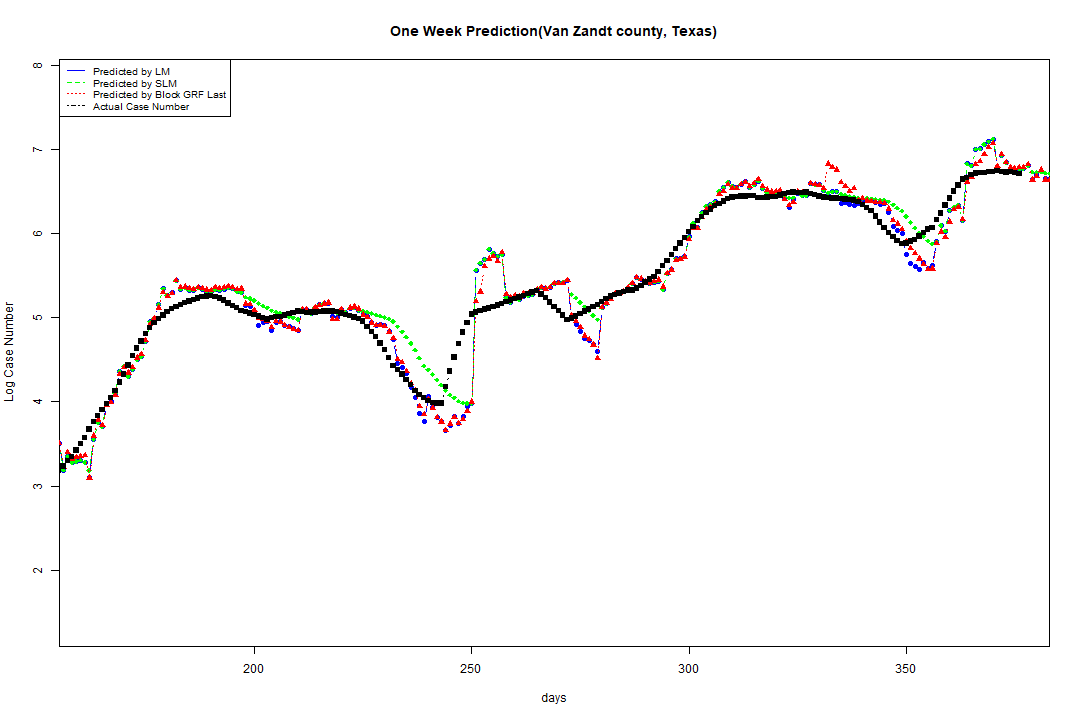 One Week Prediction(Van Zandt county, Texas)
Predicted by LM
Predicted by SLM
Predicted by Block GRF Last
Actual Case Number
8
7
6
5
4
3
2
Log Case Number
200
250
300
350
days